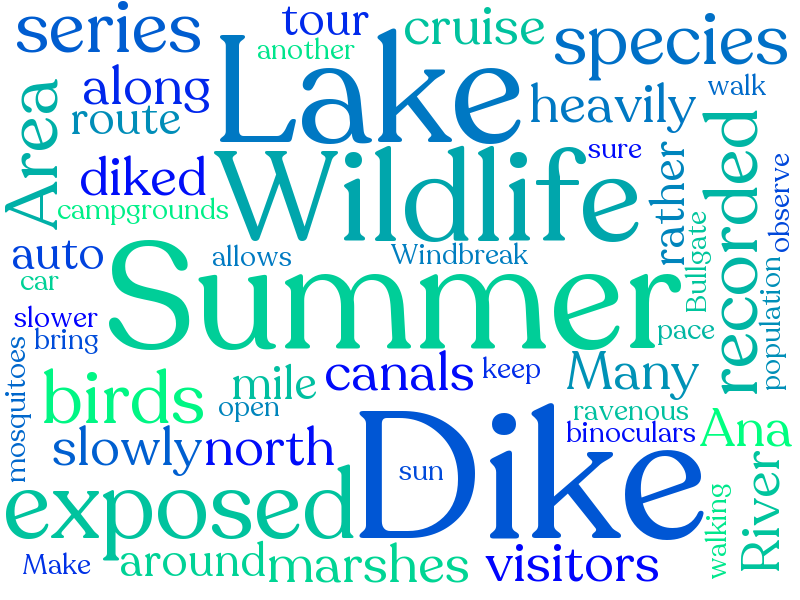 series
tour
another
cruise
species
Lake
along
route
heavily
walk
Area
diked
campgrounds
Wildlife
sure
rather
recorded
observe
auto
car
allows
Windbreak
Summer
Bullgate
population
slower
bring
pace
mosquitoes
birds
mile
open
canals
keep
Many
ravenous
binoculars
Ana
slowly
north
sun
Dike
exposed
River
walking
Make
around
marshes
visitors